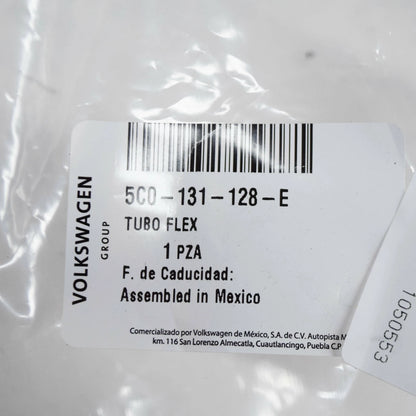 VOLKSWAGEN
GROUP
5C0-131-128-E
TUBO FLEX
1 PZA
F. de Caducidad:
Assembled in Mexico
Comercializado por Volkswagen de México, S.A. de C.V. Autopista M
km. 116 San Lorenzo Almecatla, Cuautlancingo, Puebla C.P.
1050553